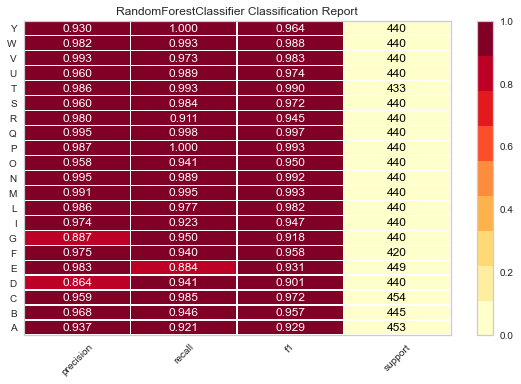 RandomForestClassifier Classification Report
Y 0.930 1.000 0.964 440
W 0.982 0.993 0.988 440
V 0.993 0.973 0.983 440
U 0.960 0.989 0.974 440
T 0.986 0.993 0.990 433
S 0.960 0.984 0.972 440
R 0.980 0.911 0.945 440
Q 0.995 0.998 0.997 440
P 0.987 1.000 0.993 440
O 0.958 0.941 0.950 440
N 0.995 0.989 0.992 440
M 0.991 0.995 0.993 440
L 0.986 0.977 0.982 440
I 0.974 0.923 0.947 440
G 0.887 0.950 0.918 440
F 0.975 0.940 0.958 420
E 0.983 0.884 0.931 449
D 0.864 0.941 0.901 440
C 0.959 0.985 0.972 454
B 0.968 0.946 0.957 445
A 0.937 0.921 0.929 453
precision recall f1 support
1.0
0.8
0.6
0.4
0.2
0.0